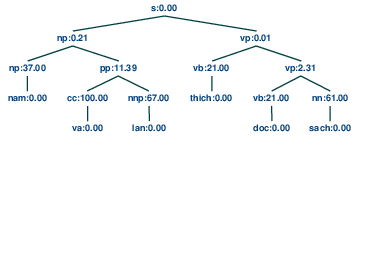 s:0.00
np:0.21 vp:0.01
np:37.00 pp:11.39 vb:21.00 vp:2.31
nam:0.00 cc:100.00 nnp:67.00 thich:0.00 vb:21.00 nn:61.00
va:0.00 lan:0.00 doc:0.00 sach:0.00